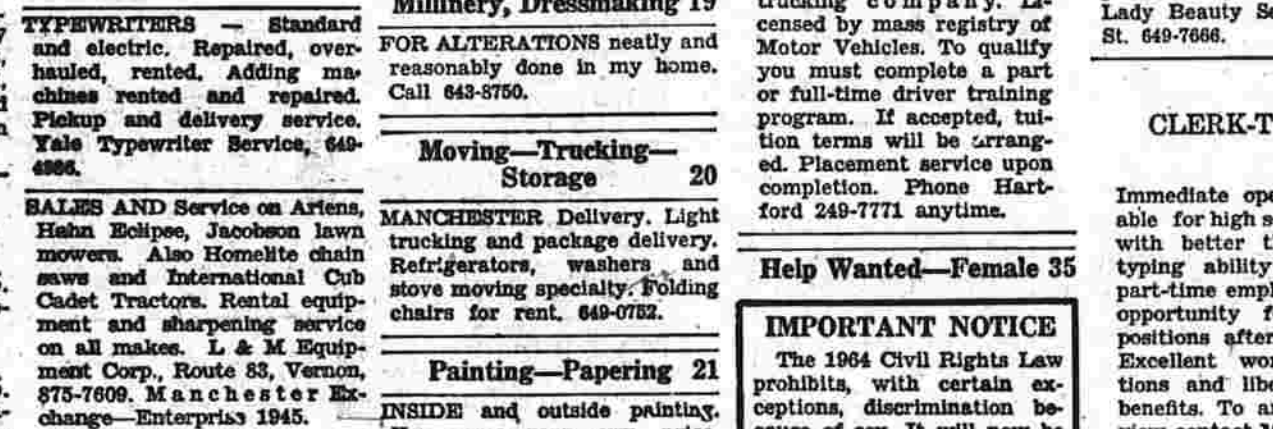 TYPEWRITERS — Standard
and electric. Repaired, over-
hauled, rented. Adding ma-
chines rented and repaired.
Pickup and delivery service.
Yale Typewriter Service, 649-
4986.
SALES AND Service on Ariens,
Hahn Eclipse, Jacobson lawn
mowers. Also Homelite chain
saws and International Cub
Cadet Tractors. Rental equip-
ment and sharpening service
on all makes. L & M Equip-
ment Corp., Route 83, Vernon,
875-7609. Manchester Ex-
change—Enterprise 1945.
Millinery, Dressmaking 19
FOR ALTERATIONS neatly and
reasonably done in my home.
Call 643-8750.
Moving—Trucking—
Storage 20
MANCHESTER Delivery. Light
trucking and package delivery.
Refrigerators, washers and
stove moving specialty. Folding
chairs for rent. 649-0752.
Painting—Papering 21
INSIDE and outside painting.
trucking company. Li-
censed by mass registry of
Motor Vehicles. To qualify
you must complete a part
or full-time driver training
program. If accepted, tui-
tion terms will be arrang-
ed. Placement service upon
completion. Phone Hart-
ford 249-7771 anytime.
Help Wanted—Female 35
IMPORTANT NOTICE
The 1964 Civil Rights Law
prohibits, with certain ex-
ceptions, discrimination be-
cause of sex. It will now be
Lady Beauty
St. 649-7666.
CLERK-T
Immediate ope
able for high s
with better t
typing ability
part-time empl
opportunity f
positions after
Excellent wor
tions and libe
benefits. To a